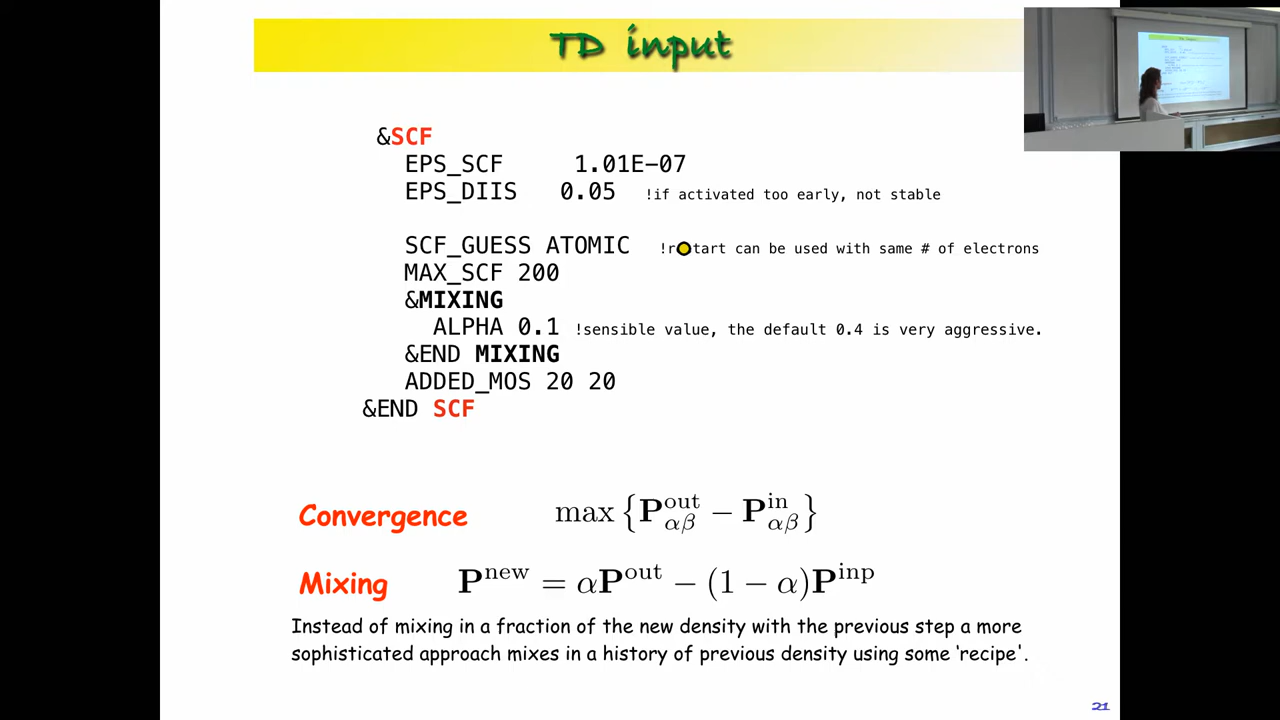 TD input
&SCF
EPS_SCF 1.01E-07
EPS_DIIS 0.05 !if activated too early, not stable
SCF_GUESS ATOMIC !restart can be used with same # of electrons
MAX_SCF 200
&MIXING
ALPHA 0.1 !sensible value, the default 0.4 is very aggressive.
&END MIXING
ADDED_MOS 20 20
&END SCF
Convergence max {P^out_αβ − P^in_αβ}
Mixing P^new = αP^out − (1 − α)P^inp
Instead of mixing in a fraction of the new density with the previous step a more
sophisticated approach mixes in a history of previous density using some 'recipe'.
21